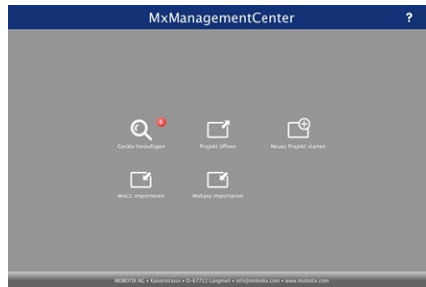 MxManagementCenter ?
6
Geräte hinzufügen Projekt öffnen Neues Projekt starten
MxCC importieren MxEasy importieren
MOBOTIX AG • Kaiserstrasse • D-67722 Langmeil • info@mobotix.com • www.mobotix.com